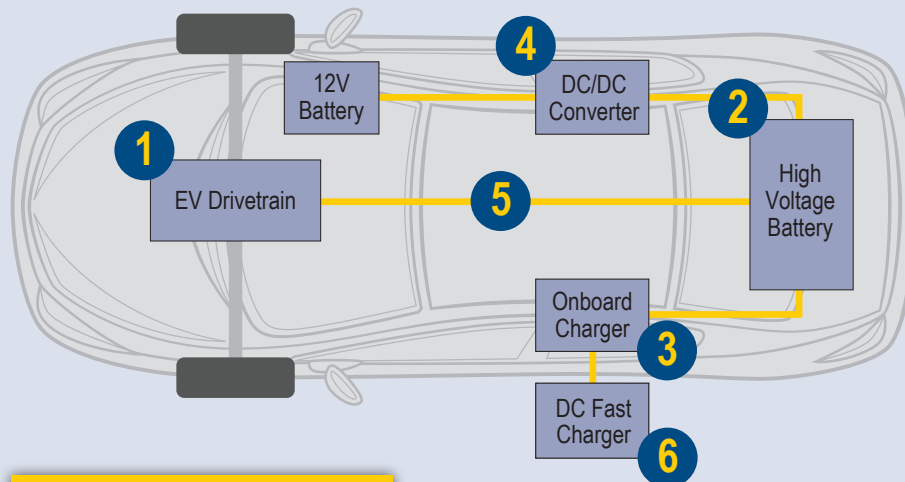 4
12V
Battery
DC/DC
Converter
2
1
EV Drivetrain
5
High
Voltage
Battery
Onboard
Charger
3
DC Fast
Charger
6